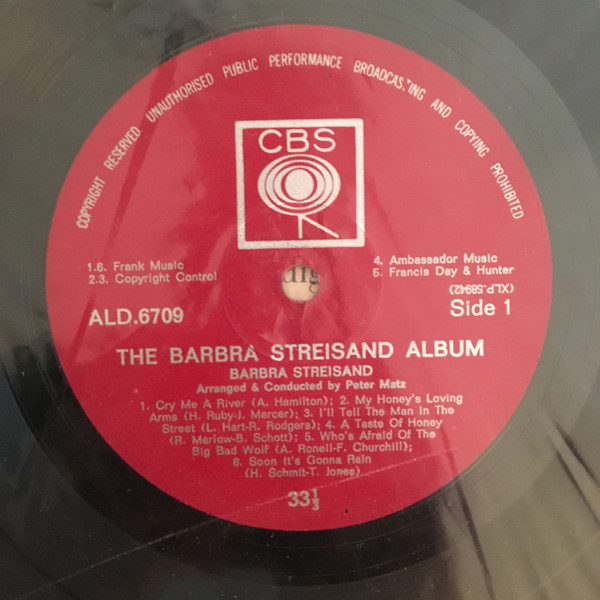 COPYRIGHT RESERVED. UNAUTHORISED PUBLIC PERFORMANCE BROADCASTING AND COPYING PROHIBITED
CBS
1.6. Frank Music
2.3. Copyright Control
4. Ambassador Music
5. Francis Day & Hunter
(XLP-58942)
ALD.6709
Side 1
THE BARBRA STREISAND ALBUM
BARBRA STREISAND
Arranged & Conducted by Peter Matz
1. Cry Me A River (A. Hamilton); 2. My Honey's Loving
Arms (H. Ruby-J. Mercer); 3. I'll Tell The Man In The
Street (L. Hart-R. Rodgers); 4. A Taste Of Honey
(R. Marlow-B. Schott); 5. Who's Afraid Of The
Big Bad Wolf (A. Ronell-F. Churchill);
6. Soon It's Gonna Rain
(H. Schmit-T. Jones)
33⅓